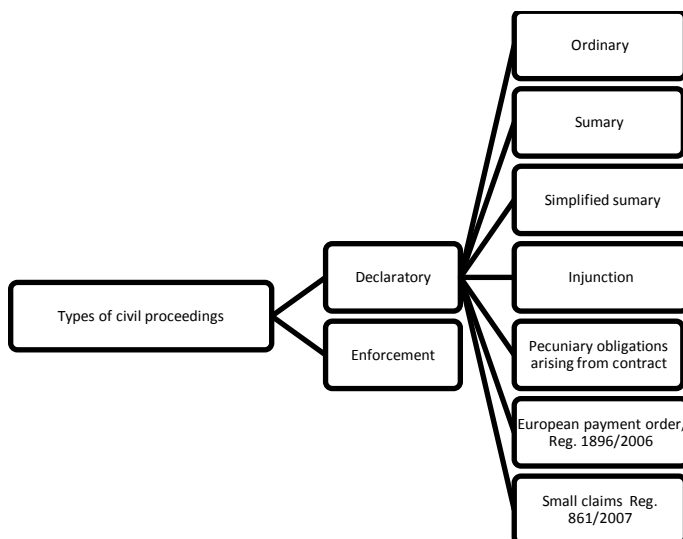 Types of civil proceedings
Declaratory
Enforcement
Ordinary
Sumary
Simplified sumary
Injunction
Pecuniary obligations
arising from contract
European payment order,
Reg. 1896/2006
Small claims Reg.
861/2007